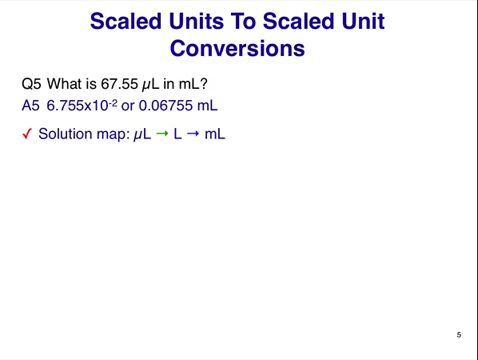 Scaled Units To Scaled Unit
Conversions
Q5 What is 67.55 µL in mL?
A5 6.755x10⁻² or 0.06755 mL
✓ Solution map: µL → L → mL
5